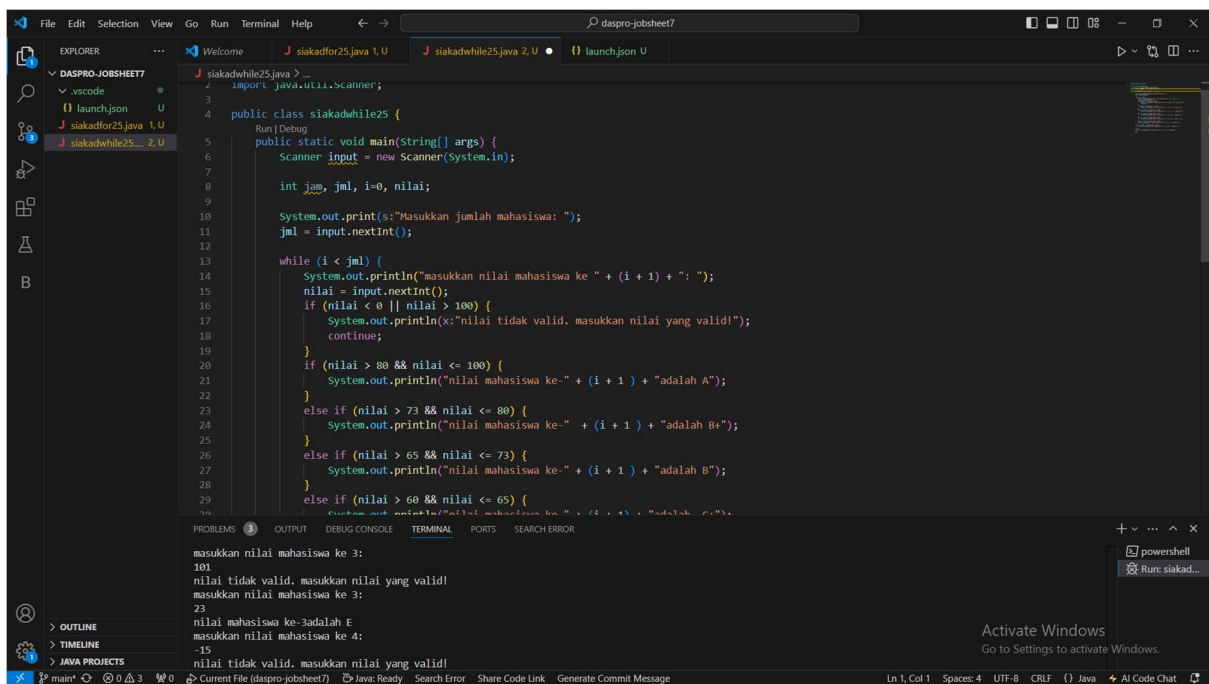 File Edit Selection View Go Run Terminal Help daspro-jobsheet7
EXPLORER
DASPRO-JOBSHEET7
.vscode
launch.json U
siakadfor25.java 1, U
siakadwhile25.... 2, U
Welcome siakadfor25.java 1, U siakadwhile25.java 2, U {} launch.json U
siakadwhile25.java > ...
2 import java.util.Scanner;
3
4 public class siakadwhile25 {
Run | Debug
5 public static void main(String[] args) {
6 Scanner input = new Scanner(System.in);
7
8 int jam, jml, i=0, nilai;
9
10 System.out.print(s:"Masukkan jumlah mahasiswa: ");
11 jml = input.nextInt();
12
13 while (i < jml) {
14 System.out.println("masukkan nilai mahasiswa ke " + (i + 1) + ": ");
15 nilai = input.nextInt();
16 if (nilai < 0 || nilai > 100) {
17 System.out.println(x:"nilai tidak valid. masukkan nilai yang valid!");
18 continue;
19 }
20 if (nilai > 80 && nilai <= 100) {
21 System.out.println("nilai mahasiswa ke-" + (i + 1 ) + "adalah A");
22 }
23 else if (nilai > 73 && nilai <= 80) {
24 System.out.println("nilai mahasiswa ke-" + (i + 1 ) + "adalah B+");
25 }
26 else if (nilai > 65 && nilai <= 73) {
27 System.out.println("nilai mahasiswa ke-" + (i + 1 ) + "adalah B");
28 }
29 else if (nilai > 60 && nilai <= 65) {
PROBLEMS 3 OUTPUT DEBUG CONSOLE TERMINAL PORTS SEARCH ERROR
masukkan nilai mahasiswa ke 3:
101
nilai tidak valid. masukkan nilai yang valid!
masukkan nilai mahasiswa ke 3:
23
nilai mahasiswa ke-3adalah E
masukkan nilai mahasiswa ke 4:
-15
nilai tidak valid. masukkan nilai yang valid!
powershell
Run: siakad...
OUTLINE
TIMELINE
JAVA PROJECTS
Activate Windows
Go to Settings to activate Windows.
main* 0 3 0 Current File (daspro-jobsheet7) Java: Ready Search Error Share Code Link Generate Commit Message Ln 1, Col 1 Spaces: 4 UTF-8 CRLF {} Java AI Code Chat